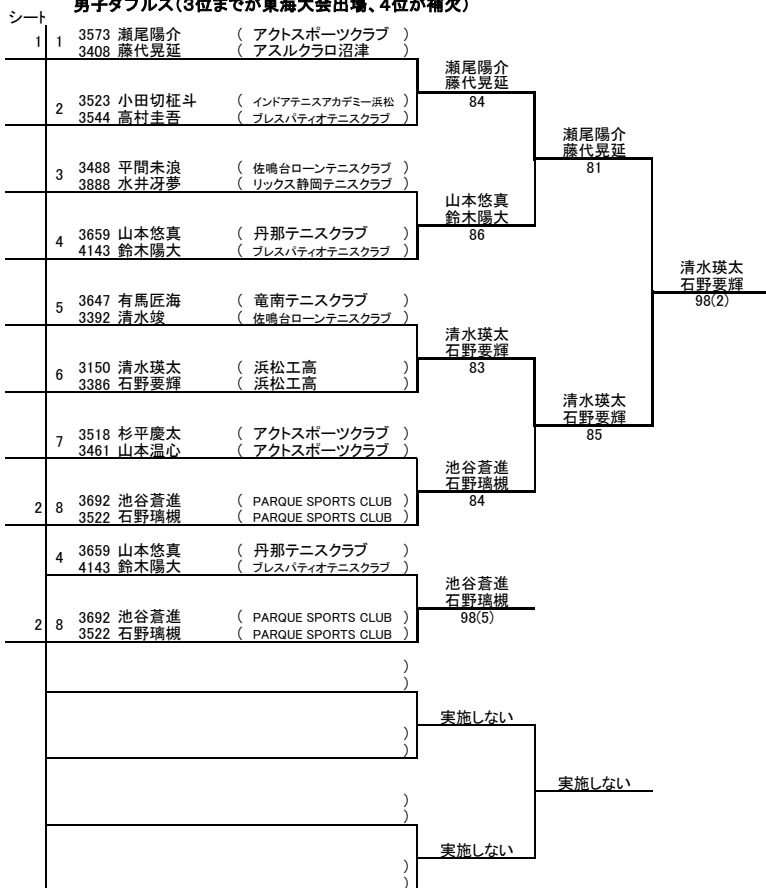 男子ダブルス(3位までが東海大会出場、4位が補欠)
シート
1 1 3573 瀬尾陽介 ( アクトスポーツクラブ )
3408 藤代晃延 ( アスルクラロ沼津 )
2 3523 小田切柾斗 ( インドアテニスアカデミー浜松 )
3544 高村圭吾 ( ブレスパティオテニスクラブ )
3 3488 平間未浪 ( 佐鳴台ローンテニスクラブ )
3888 水井冴夢 ( リックス静岡テニスクラブ )
4 3659 山本悠真 ( 丹那テニスクラブ )
4143 鈴木陽大 ( ブレスパティオテニスクラブ )
5 3647 有馬匠海 ( 竜南テニスクラブ )
3392 清水竣 ( 佐鳴台ローンテニスクラブ )
6 3150 清水瑛太 ( 浜松工高 )
3386 石野要輝 ( 浜松工高 )
7 3518 杉平慶太 ( アクトスポーツクラブ )
3461 山本温心 ( アクトスポーツクラブ )
2 8 3692 池谷蒼進 ( PARQUE SPORTS CLUB )
3522 石野璃槻 ( PARQUE SPORTS CLUB )
瀬尾陽介
藤代晃延
84
山本悠真
鈴木陽大
86
清水瑛太
石野要輝
83
池谷蒼進
石野璃槻
84
瀬尾陽介
藤代晃延
81
清水瑛太
石野要輝
85
清水瑛太
石野要輝
98(2)
4 3659 山本悠真 ( 丹那テニスクラブ )
4143 鈴木陽大 ( ブレスパティオテニスクラブ )
2 8 3692 池谷蒼進 ( PARQUE SPORTS CLUB )
3522 石野璃槻 ( PARQUE SPORTS CLUB )
池谷蒼進
石野璃槻
98(5)
)
)
)
)
)
)
)
)
実施しない
実施しない
実施しない